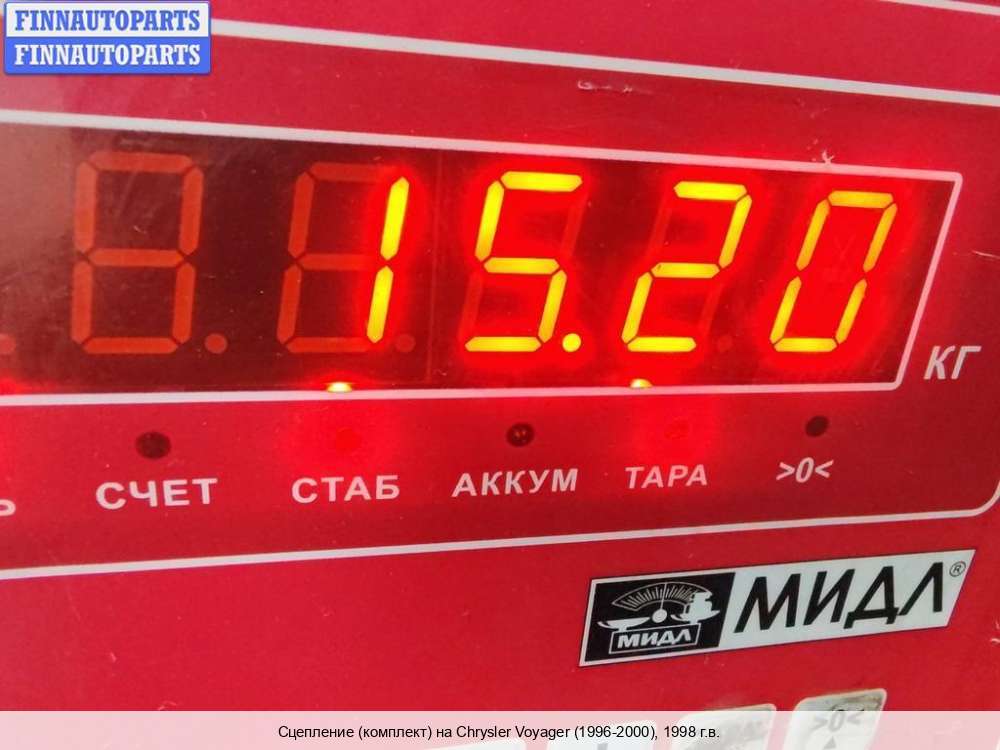 FINNAUTOPARTS
FINNAUTOPARTS
15.20
КГ
СЧЕТ СТАБ АККУМ ТАРА >0<
МИДЛ МИДЛ®
>0<
Сцепление (комплект) на Chrysler Voyager (1996-2000), 1998 г.в.